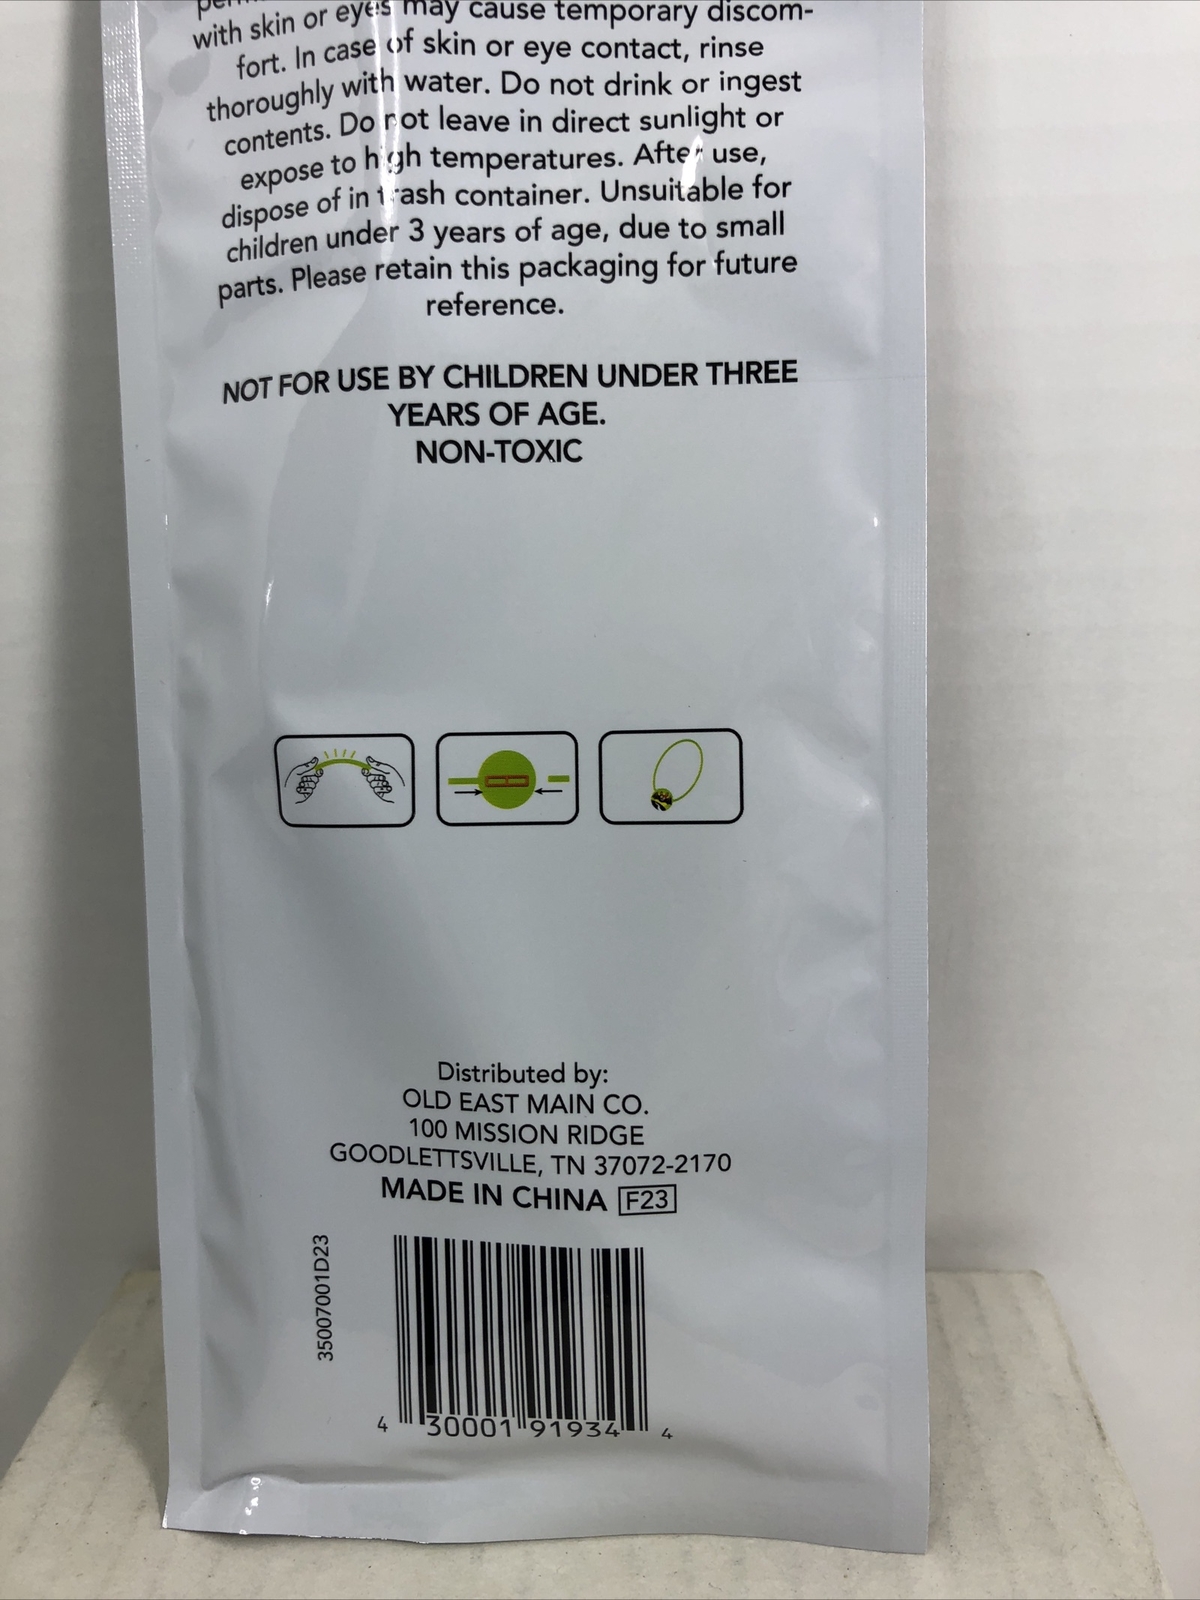 with skin or eyes may cause temporary discom-
fort. In case of skin or eye contact, rinse
thoroughly with water. Do not drink or ingest
contents. Do not leave in direct sunlight or
expose to high temperatures. After use,
dispose of in trash container. Unsuitable for
children under 3 years of age, due to small
parts. Please retain this packaging for future
reference.
NOT FOR USE BY CHILDREN UNDER THREE
YEARS OF AGE.
NON-TOXIC
Distributed by:
OLD EAST MAIN CO.
100 MISSION RIDGE
GOODLETTSVILLE, TN 37072-2170
MADE IN CHINA F23
35007001D23
4 30001 91934 4